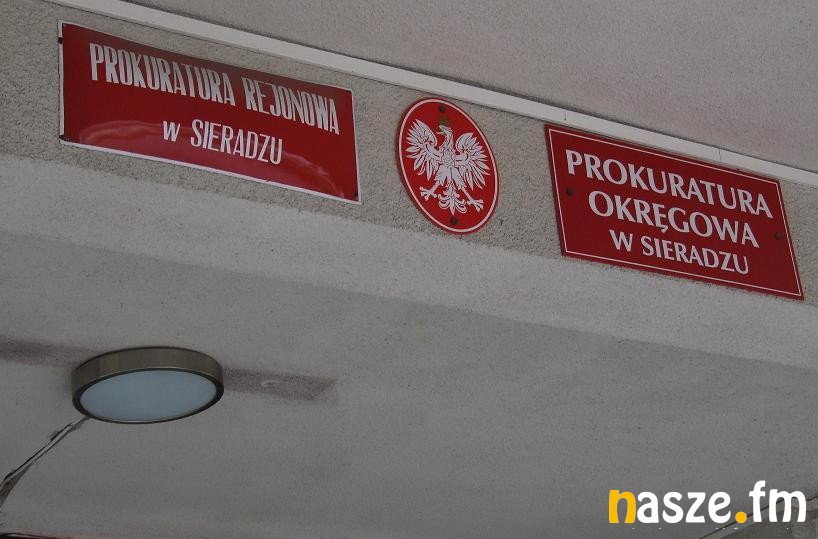 PROKURATURA REJONOWA
w SIERADZU
PROKURATURA
OKRĘGOWA
W SIERADZU
nasze.fm